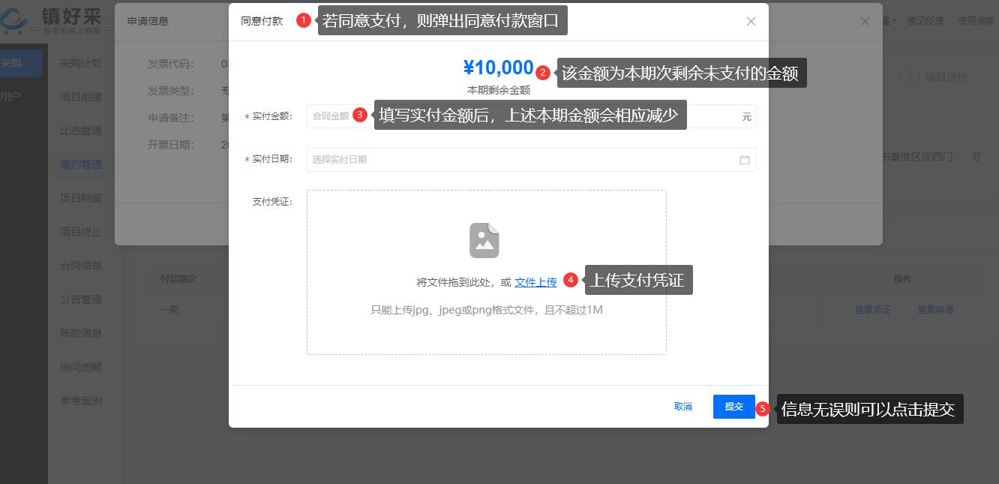 镇好采
服务类网上商城
申请信息
同意付款
1
若同意支付，则弹出同意付款窗口
意见反馈
使用指南
采购
用户
采购计划
项目组建
比选管理
履约管理
项目档案
项目终止
合同信息
公告管理
账款信息
询问质疑
参考案例
发票代码：
发票类型：
申请备注：
开票日期：
¥10,000
2
该金额为本期次剩余未支付的金额
本期剩余金额
* 实付金额：
合同金额
3
填写实付金额后，上述本期金额会相应减少
元
* 实付日期：
选择实付日期
支付凭证：
将文件拖到此处，或 文件上传
4
上传支付凭证
只能上传jpg、jpeg或png格式文件，且不超过1M
取消
提交
5
信息无误则可以点击提交
4 项目评价
市秦淮区汉西门...
付款期次
操作
一期
查看凭证
查看申请